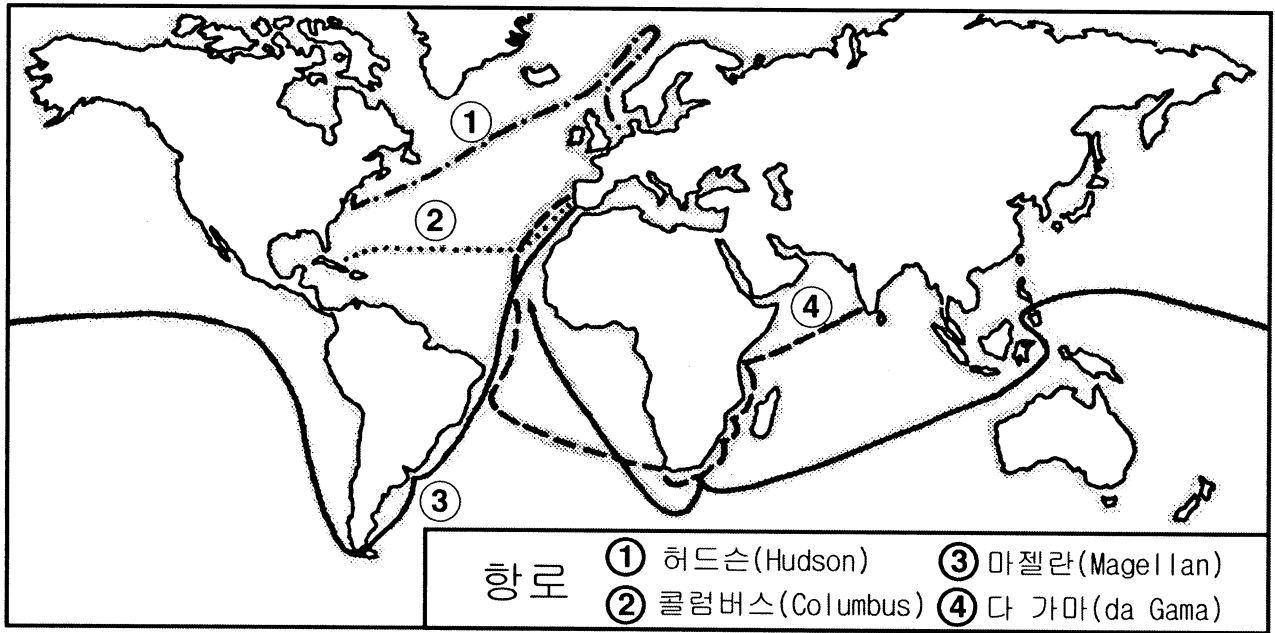 ①
②
④
③
항로
① 허드슨(Hudson)
③ 마젤란(Magellan)
② 콜럼버스(Columbus)
④ 다 가마(da Gama)